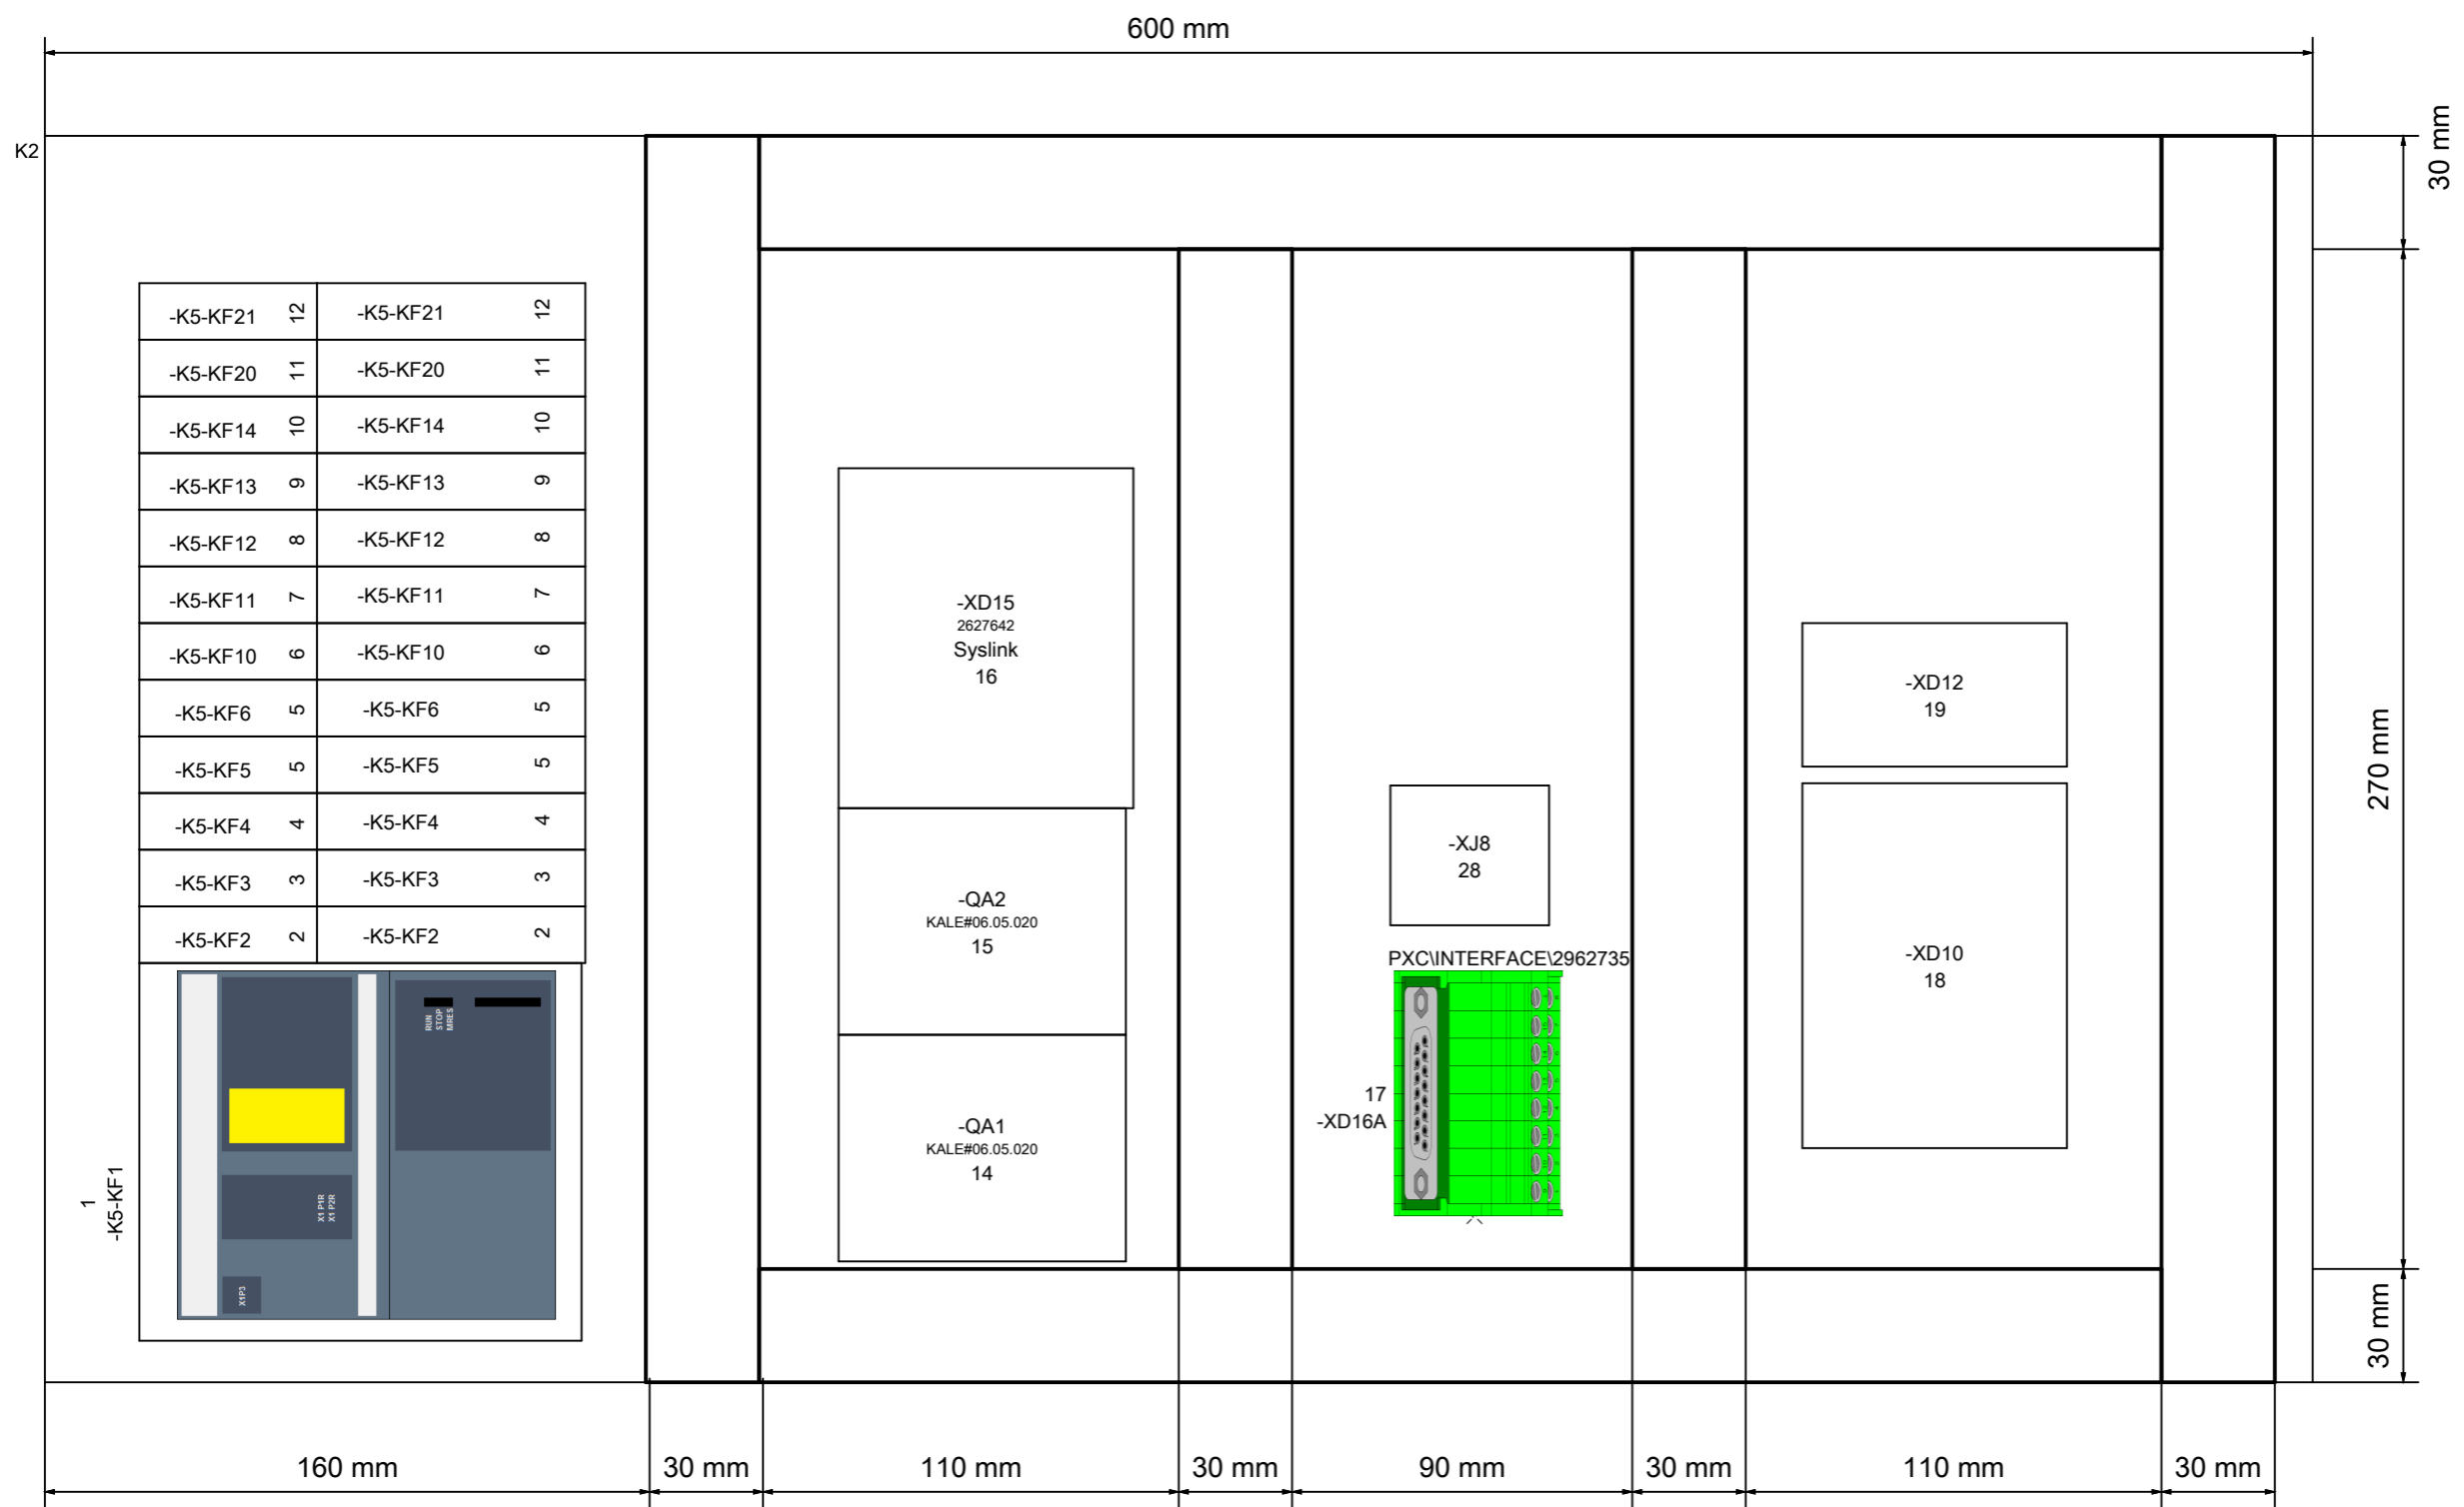 600 mm
30 mm
K2
-K5-KF21 12 -K5-KF21 12
-K5-KF20 11 -K5-KF20 11
-K5-KF14 10 -K5-KF14 10
-K5-KF13 9 -K5-KF13 9
-K5-KF12 8 -K5-KF12 8
-K5-KF11 7 -K5-KF11 7
-K5-KF10 6 -K5-KF10 6
-K5-KF6 5 -K5-KF6 5
-K5-KF5 5 -K5-KF5 5
-K5-KF4 4 -K5-KF4 4
-K5-KF3 3 -K5-KF3 3
-K5-KF2 2 -K5-KF2 2
RUN
STOP
MRES
X1 P1R
X1 P2R
X1P3
1
-K5-KF1
-XD15
2627642
Syslink
16
-QA2
KALE#06.05.020
15
-QA1
KALE#06.05.020
14
-XJ8
28
PXC\INTERFACE\2962735
17
-XD16A
-XD12
19
-XD10
18
270 mm
30 mm
160 mm 30 mm 110 mm 30 mm 90 mm 30 mm 110 mm 30 mm